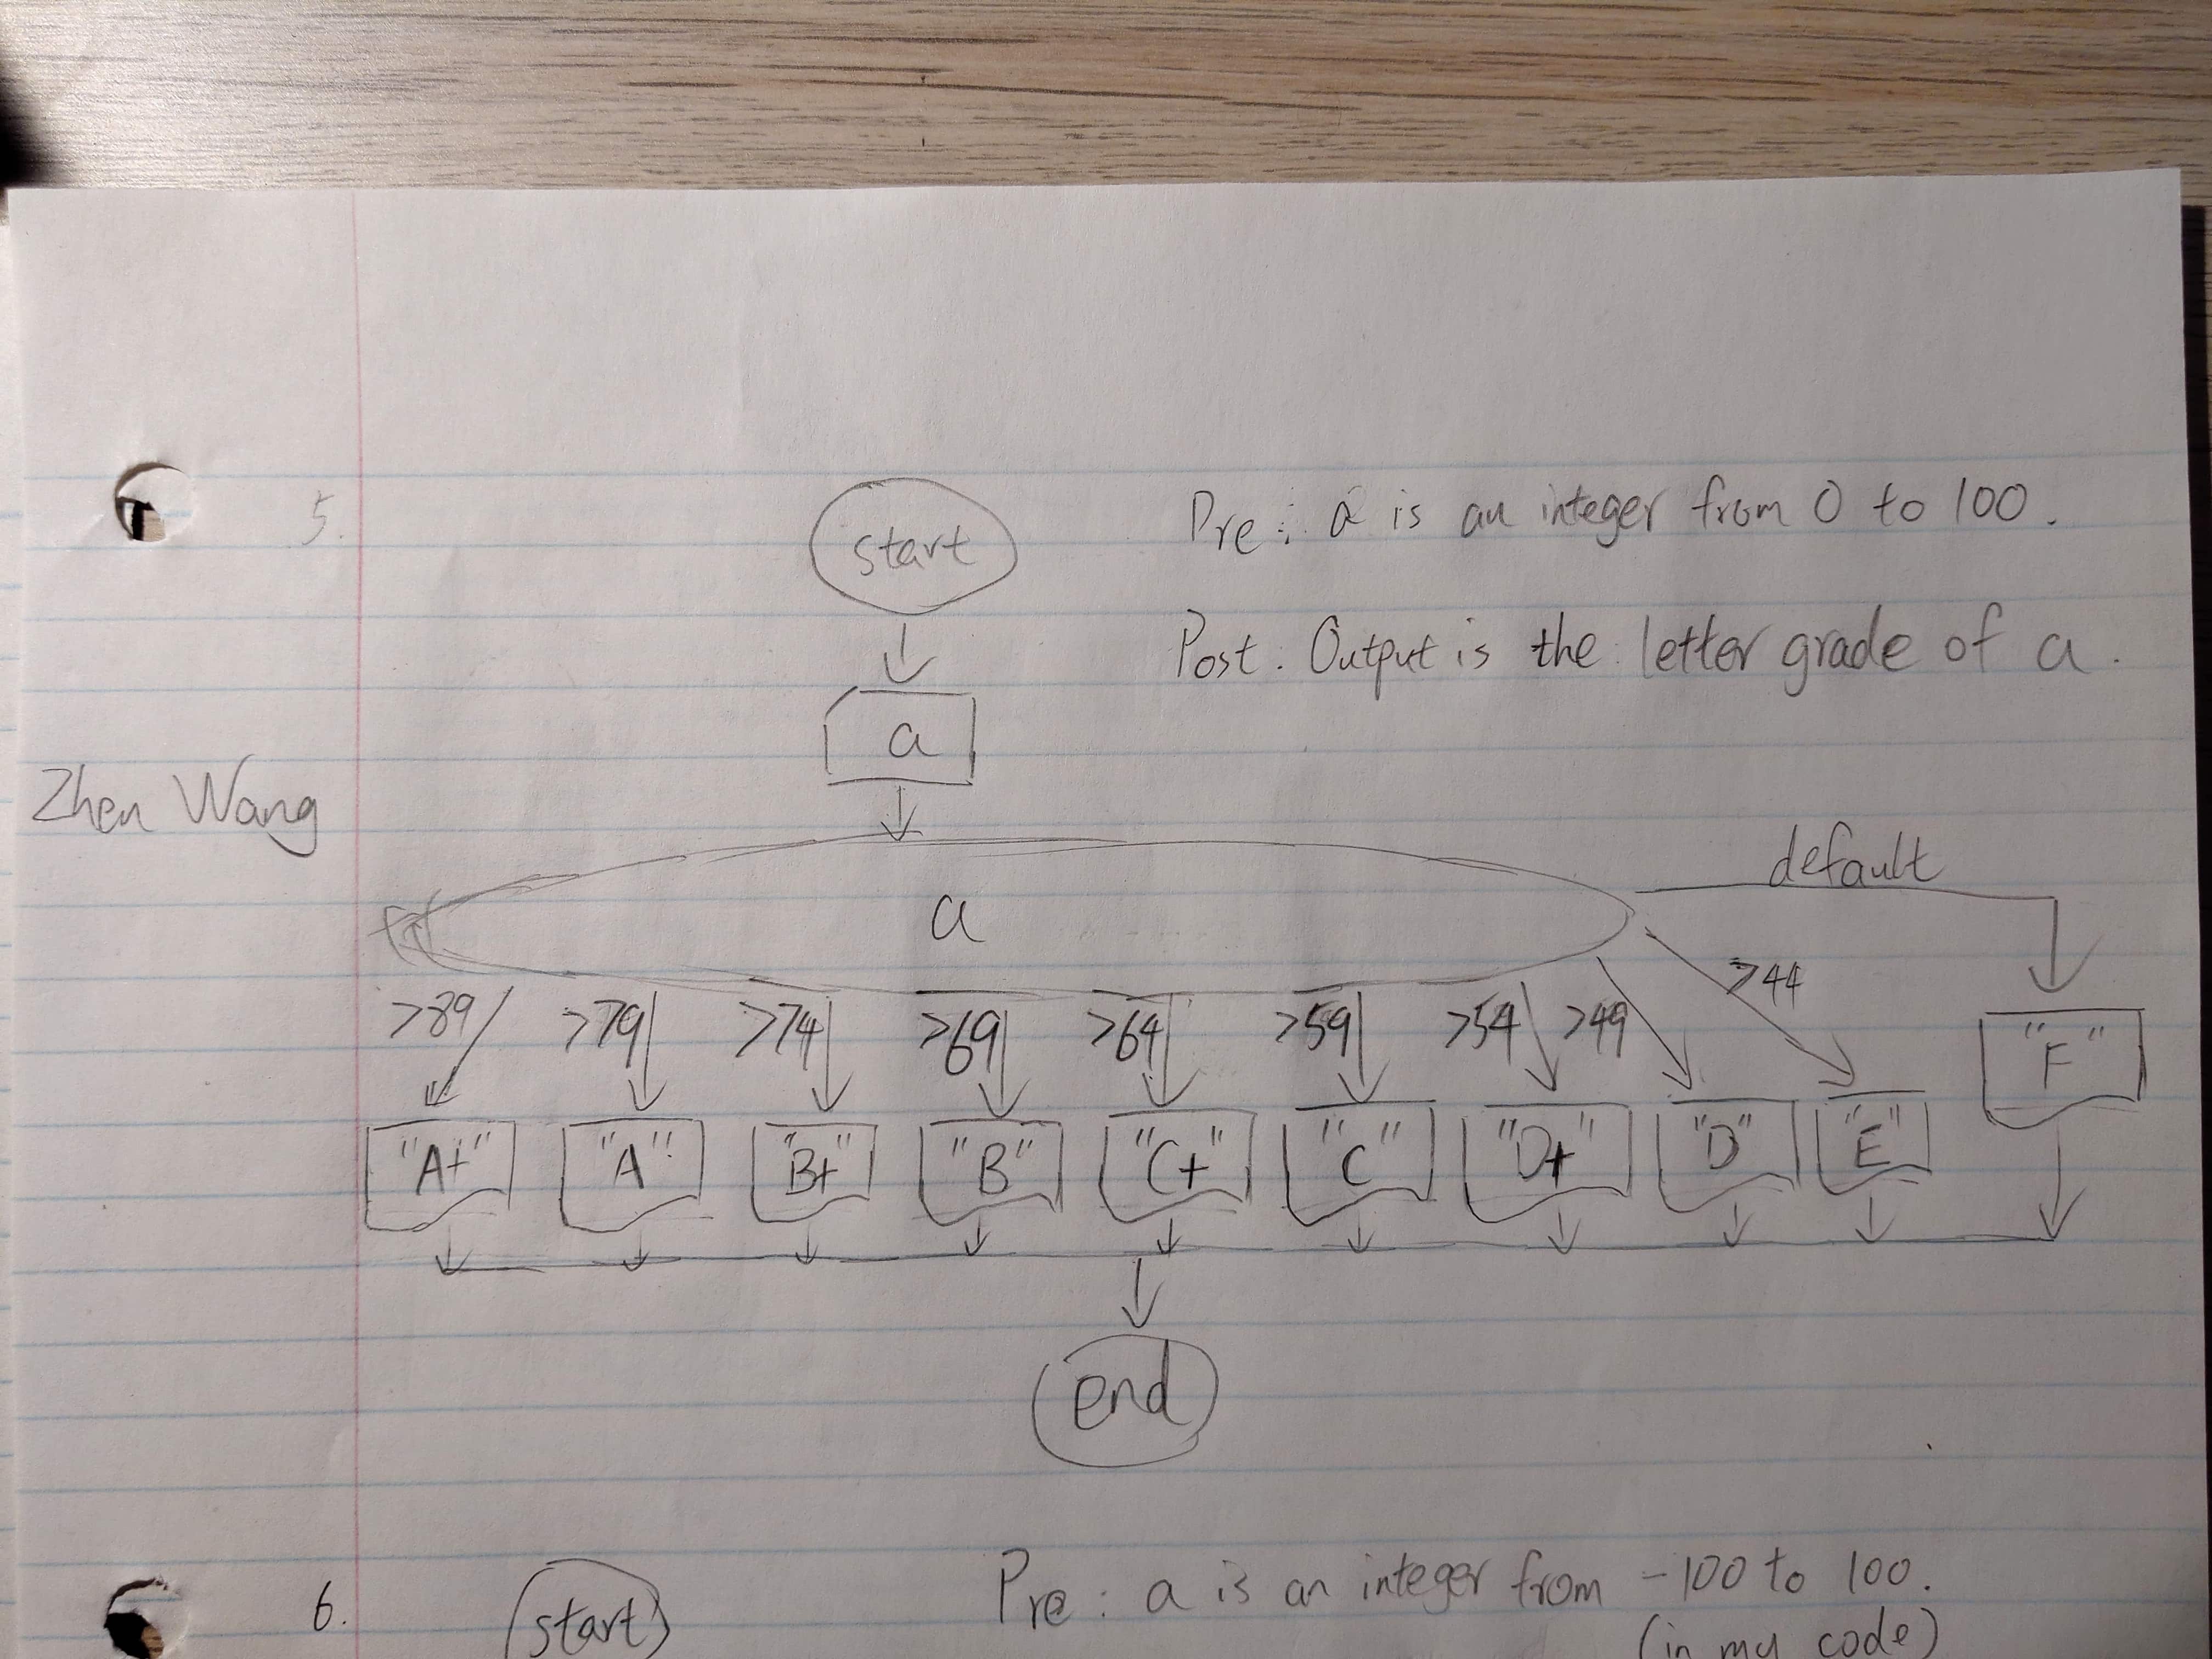 5.
start
Pre: a is an integer from 0 to 100.
Post. Output is the letter grade of a.
a
Zhen Wang
default
a
>89 >79 >74 >69 >64 >59 >54 >49 >44
"F"
"A+" "A" "B+" "B" "C+" "C" "D+" "D" "E"
end
6.
start
Pre: a is an integer from -100 to 100.
(in my code)